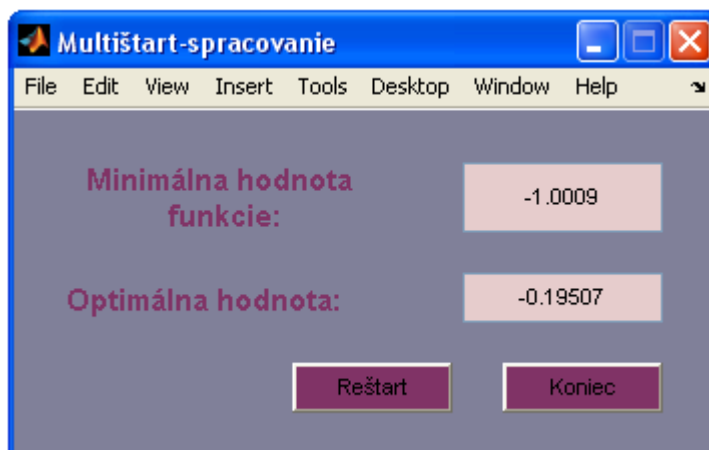 Multištart-spracovanie
File Edit View Insert Tools Desktop Window Help
Minimálna hodnota
funkcie:
-1.0009
Optimálna hodnota:
-0.19507
Reštart
Koniec